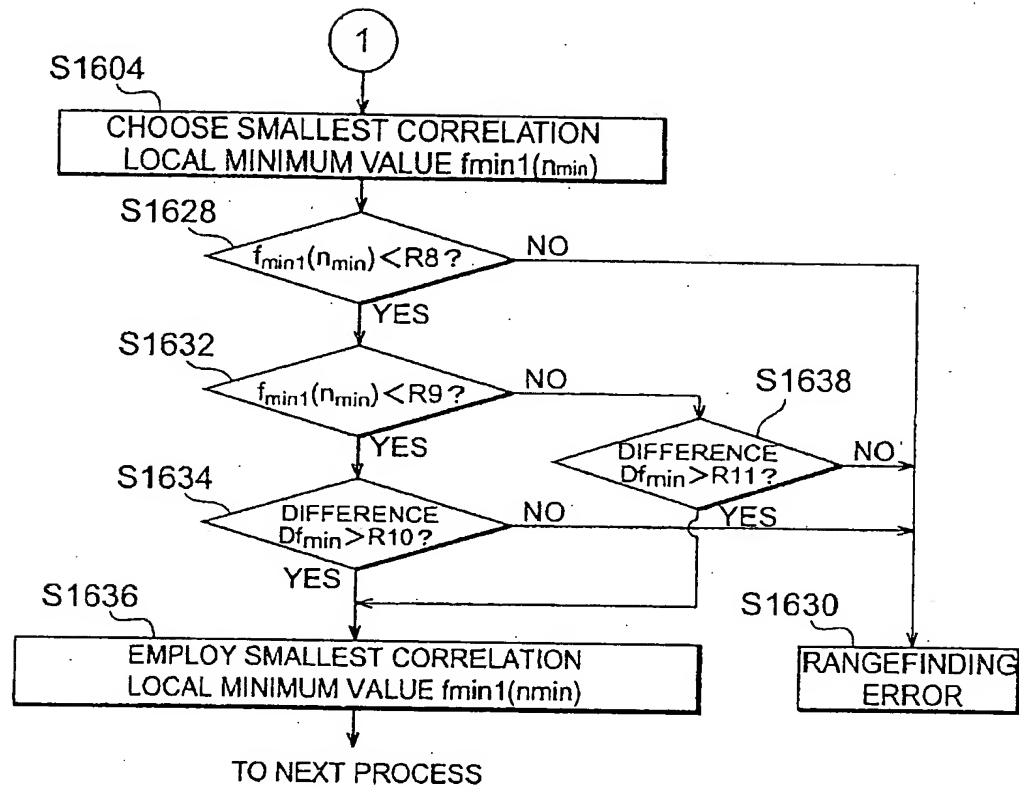 1
S1604
CHOOSE SMALLEST CORRELATION
LOCAL MINIMUM VALUE fmin1(nmin)
S1628
fmin1(nmin)<R8?
NO
YES
S1632
fmin1(nmin)<R9?
NO
YES
S1638
DIFFERENCE
Dfmin>R11?
NO
YES
S1634
DIFFERENCE
Dfmin>R10?
NO
YES
S1636
EMPLOY SMALLEST CORRELATION
LOCAL MINIMUM VALUE fmin1(nmin)
S1630
RANGEFINDING
ERROR
TO NEXT PROCESS